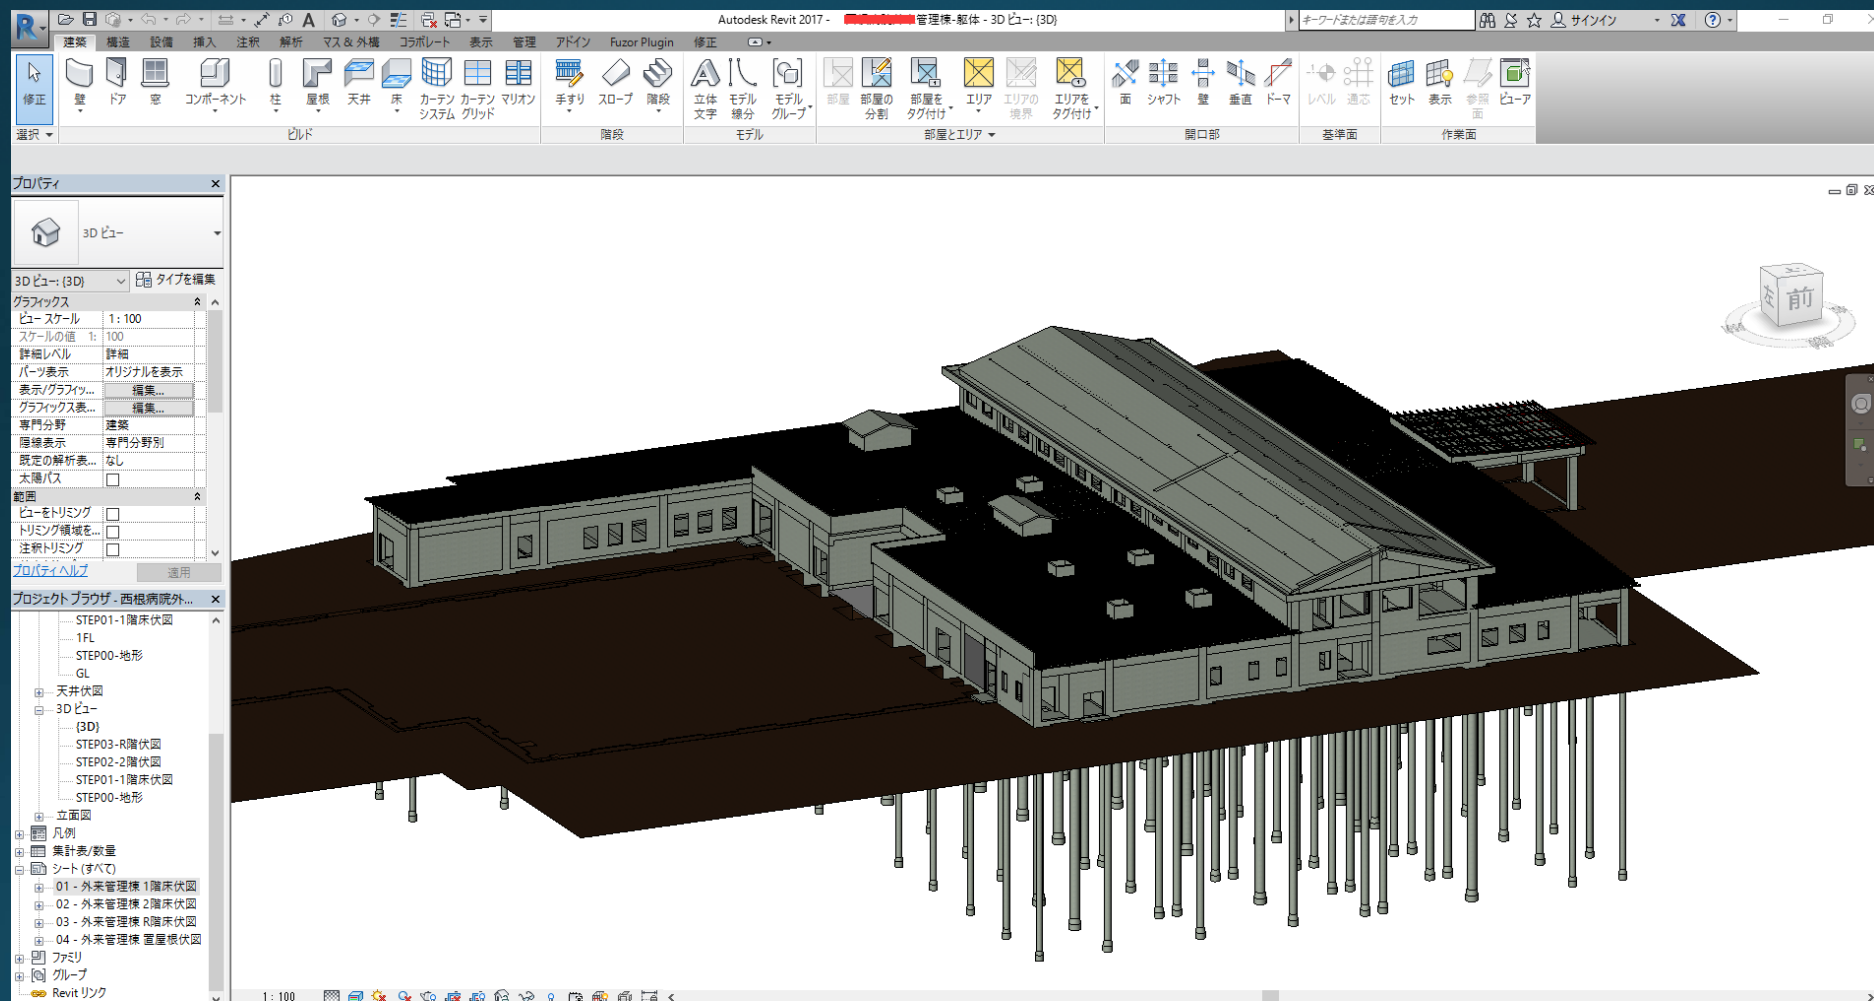 Autodesk Revit 2017 - 管理棟-躯体 - 3D ビュー: {3D}
キーワードまたは語句を入力
サインイン
建築 構造 設備 挿入 注釈 解析 マス & 外構 コラボレート 表示 管理 アドイン Fuzor Plugin 修正
修正 壁 ドア 窓 コンポーネント 柱 屋根 天井 床 カーテン システム カーテン グリッド マリオン 手すり スロープ 階段 立体 文字 モデル 線分 モデル グループ 部屋 部屋の 分割 部屋を タグ付け エリア エリアの 境界 エリアを タグ付け 面 シャフト 壁 垂直 ドーマ レベル 通芯 セット 表示 参照 面 ビューア
選択 ビルド 階段 モデル 部屋とエリア 開口部 基準面 作業面
プロパティ
3D ビュー
3D ビュー: {3D} タイプを編集
グラフィックス
ビュー スケール 1 : 100
スケールの値 1: 100
詳細レベル 詳細
パーツ表示 オリジナルを表示
表示/グラフィッ... 編集...
グラフィックス表... 編集...
専門分野 建築
隠線表示 専門分野別
既定の解析表... なし
太陽パス
範囲
ビューをトリミング
トリミング領域を...
注釈トリミング
プロパティヘルプ 適用
プロジェクト ブラウザ - 西根病院外...
STEP01-1階床伏図
1FL
STEP00-地形
GL
天井伏図
3D ビュー
{3D}
STEP03-R階伏図
STEP02-2階伏図
STEP01-1階床伏図
STEP00-地形
立面図
凡例
集計表/数量
シート (すべて)
01 - 外来管理棟 1階床伏図
02 - 外来管理棟 2階床伏図
03 - 外来管理棟 R階床伏図
04 - 外来管理棟 置屋根伏図
ファミリ
グループ
Revit リンク
左 前
1 : 100